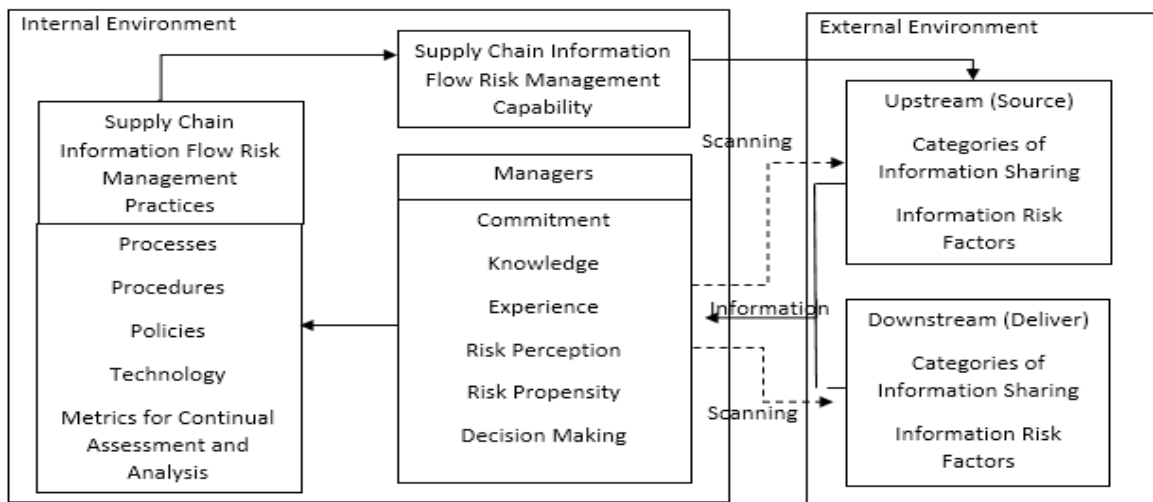 Internal Environment
Supply Chain Information
Flow Risk Management
Capability
Supply Chain
Information Flow Risk
Management
Practices
Processes
Procedures
Policies
Technology
Metrics for Continual
Assessment and
Analysis
Managers
Commitment
Knowledge
Experience
Risk Perception
Risk Propensity
Decision Making
Scanning
Information
Scanning
External Environment
Upstream (Source)
Categories of
Information Sharing
Information Risk
Factors
Downstream (Deliver)
Categories of
Information Sharing
Information Risk
Factors